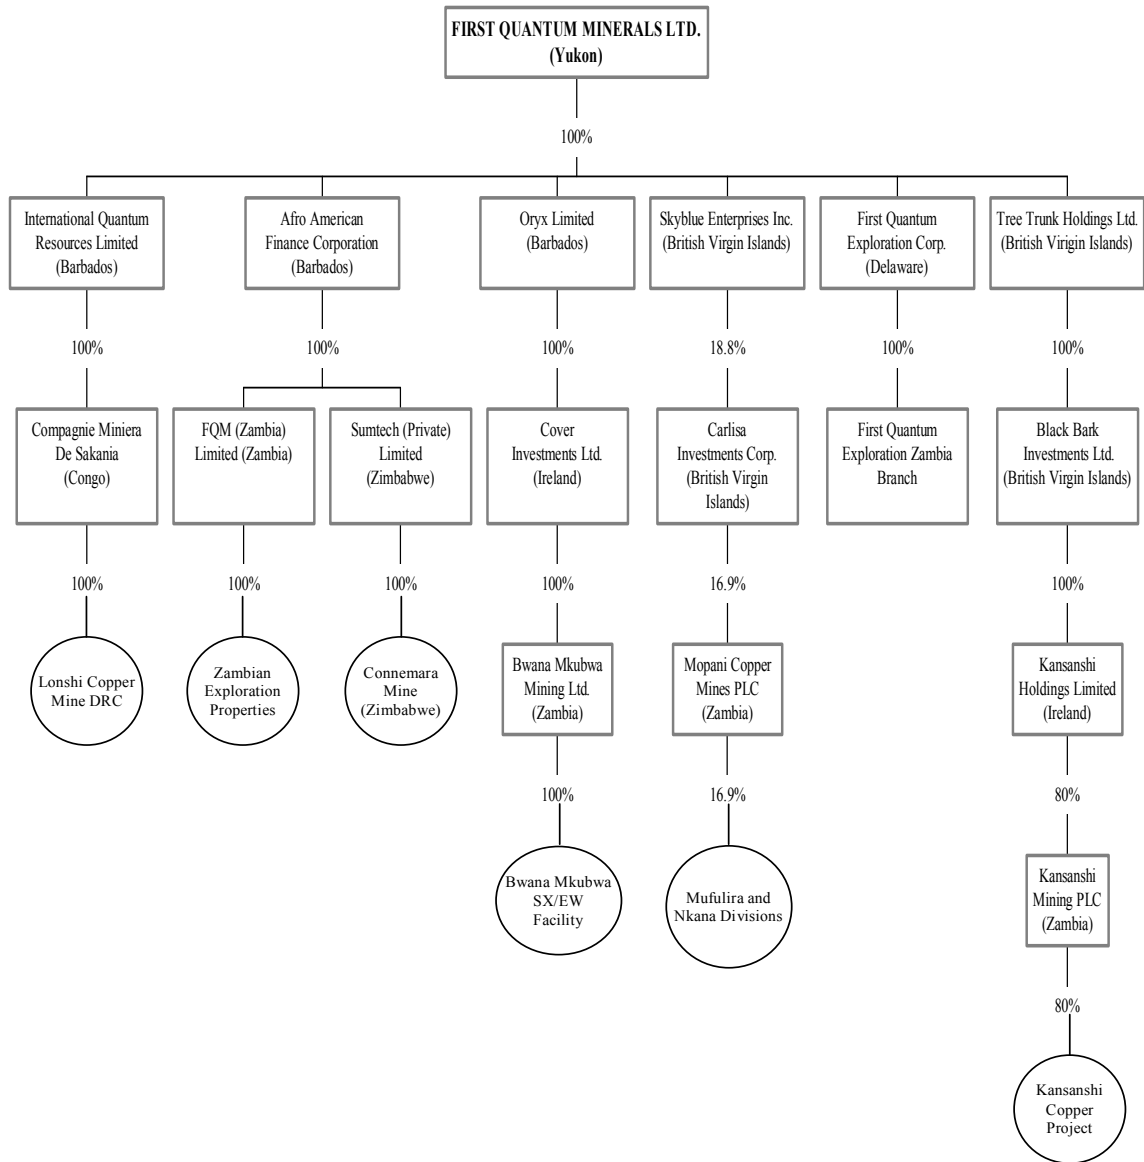 FIRST QUANTUM MINERALS LTD.
(Yukon)
100%
International Quantum
Resources Limited
(Barbados)
Afro American
Finance Corporation
(Barbados)
Oryx Limited
(Barbados)
Skyblue Enterprises Inc.
(British Virgin Islands)
First Quantum
Exploration Corp.
(Delaware)
Tree Trunk Holdings Ltd.
(British Virigin Islands)
100%
100%
100%
18.8%
100%
100%
Compagnie Miniera
De Sakania
(Congo)
FQM (Zambia)
Limited (Zambia)
Sumtech (Private)
Limited
(Zimbabwe)
Cover
Investments Ltd.
(Ireland)
Carlisa
Investments Corp.
(British Virgin
Islands)
First Quantum
Exploration Zambia
Branch
Black Bark
Investments Ltd.
(British Virgin Islands)
100%
100%
100%
100%
16.9%
100%
Lonshi Copper
Mine DRC
Zambian
Exploration
Properties
Connemara
Mine
(Zimbabwe)
Bwana Mkubwa
Mining Ltd.
(Zambia)
Mopani Copper
Mines PLC
(Zambia)
Kansanshi
Holdings Limited
(Ireland)
100%
16.9%
80%
Bwana Mkubwa
SX/EW
Facility
Mufulira and
Nkana Divisions
Kansanshi
Mining PLC
(Zambia)
80%
Kansanshi
Copper
Project